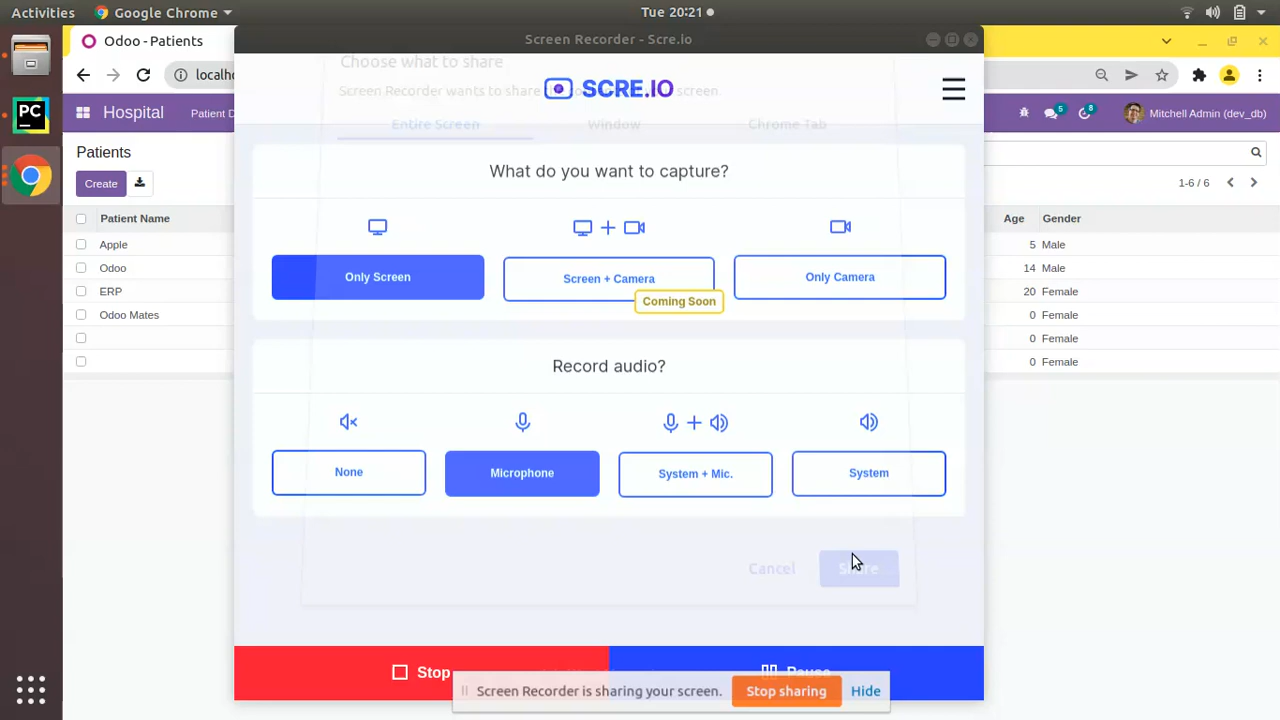 Activities Google Chrome Tue 20:21
Odoo - Patients
Screen Recorder - Scre.io
localh
Choose what to share
SCRE.IO
Screen Recorder wants to share screen.
Hospital Patient D
5 8 Mitchell Admin (dev_db)
Entire Screen Window Chrome Tab
Patients
What do you want to capture?
Create
1-6 / 6
Patient Name Age Gender
Apple 5 Male
Odoo 14 Male
ERP 20 Female
Odoo Mates 0 Female
0 Female
0 Female
Only Screen Screen + Camera Only Camera
Coming Soon
Record audio?
None Microphone System + Mic. System
Cancel Share
Stop Pause
Screen Recorder is sharing your screen. Stop sharing Hide
PC